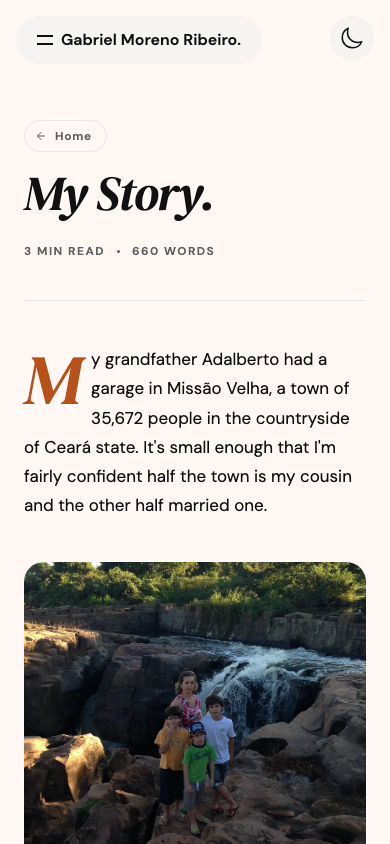 Gabriel Moreno Ribeiro.
← Home
My Story.
3 MIN READ • 660 WORDS
My grandfather Adalberto had a
garage in Missão Velha, a town of
35,672 people in the countryside
of Ceará state. It's small enough that I'm
fairly confident half the town is my cousin
and the other half married one.